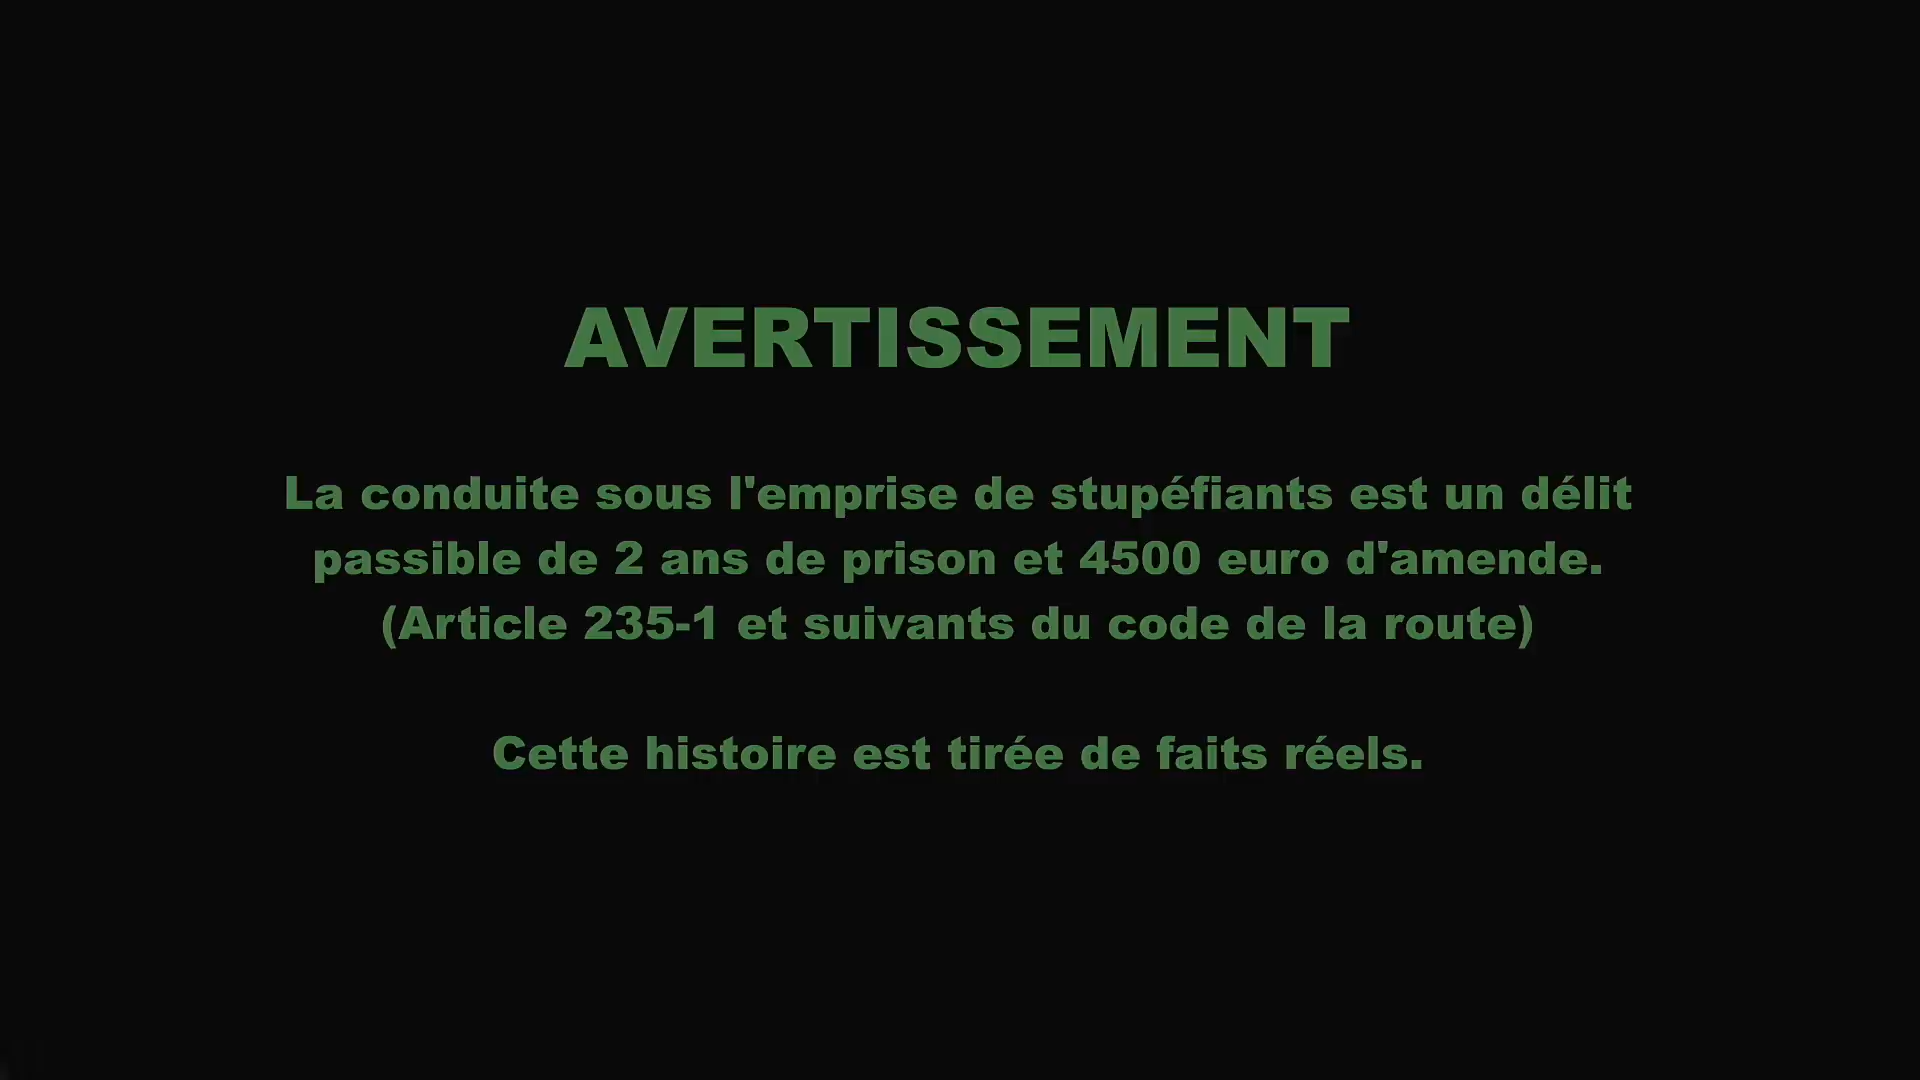 AVERTISSEMENT
La conduite sous l'emprise de stupéfiants est un délit
passible de 2 ans de prison et 4500 euro d'amende.
(Article 235-1 et suivants du code de la route)
Cette histoire est tirée de faits réels.